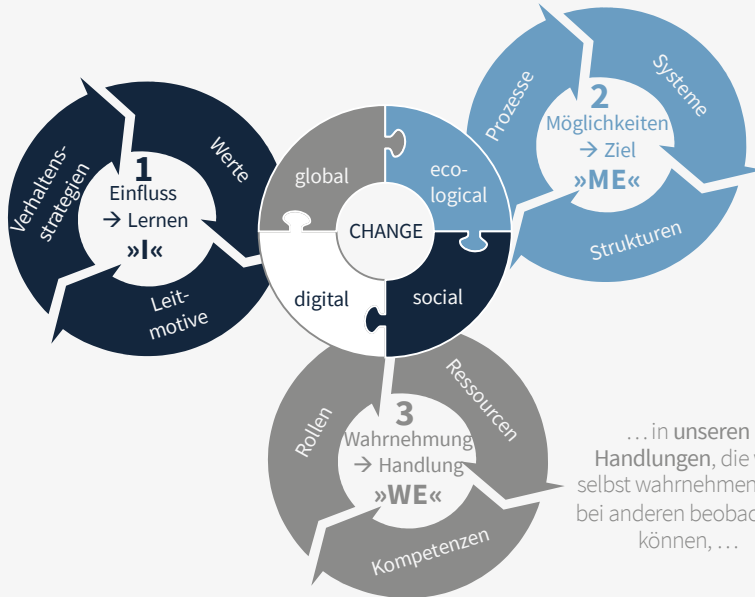 1
Einfluss
→ Lernen
»I«
Verhaltens-
strategien
Werte
Leit-
motive
global
eco-
logical
CHANGE
digital
social
2
Möglichkeiten
→ Ziel
»ME«
Prozesse
Systeme
Strukturen
3
Wahrnehmung
→ Handlung
»WE«
Rollen
Ressourcen
Kompetenzen
… in unseren
Handlungen, die
selbst wahrnehmen
bei anderen
können, …